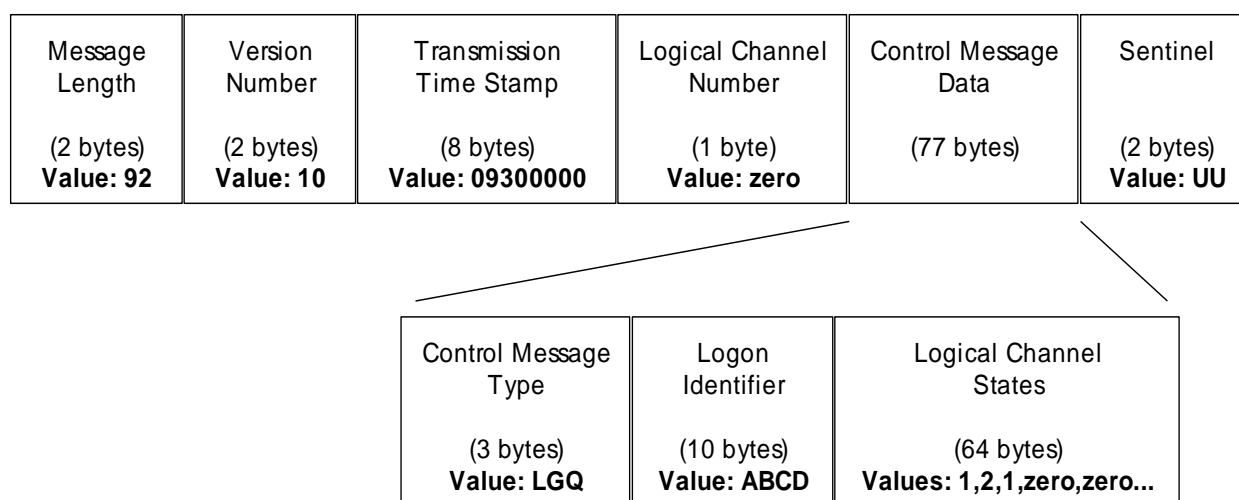 Message
Length
(2 bytes)
Value: 92
Version
Number
(2 bytes)
Value: 10
Transmission
Time Stamp
(8 bytes)
Value: 09300000
Logical Channel
Number
(1 byte)
Value: zero
Control Message
Data
(77 bytes)
Sentinel
(2 bytes)
Value: UU
Control Message
Type
(3 bytes)
Value: LGQ
Logon
Identifier
(10 bytes)
Value: ABCD
Logical Channel
States
(64 bytes)
Values: 1,2,1,zero,zero...